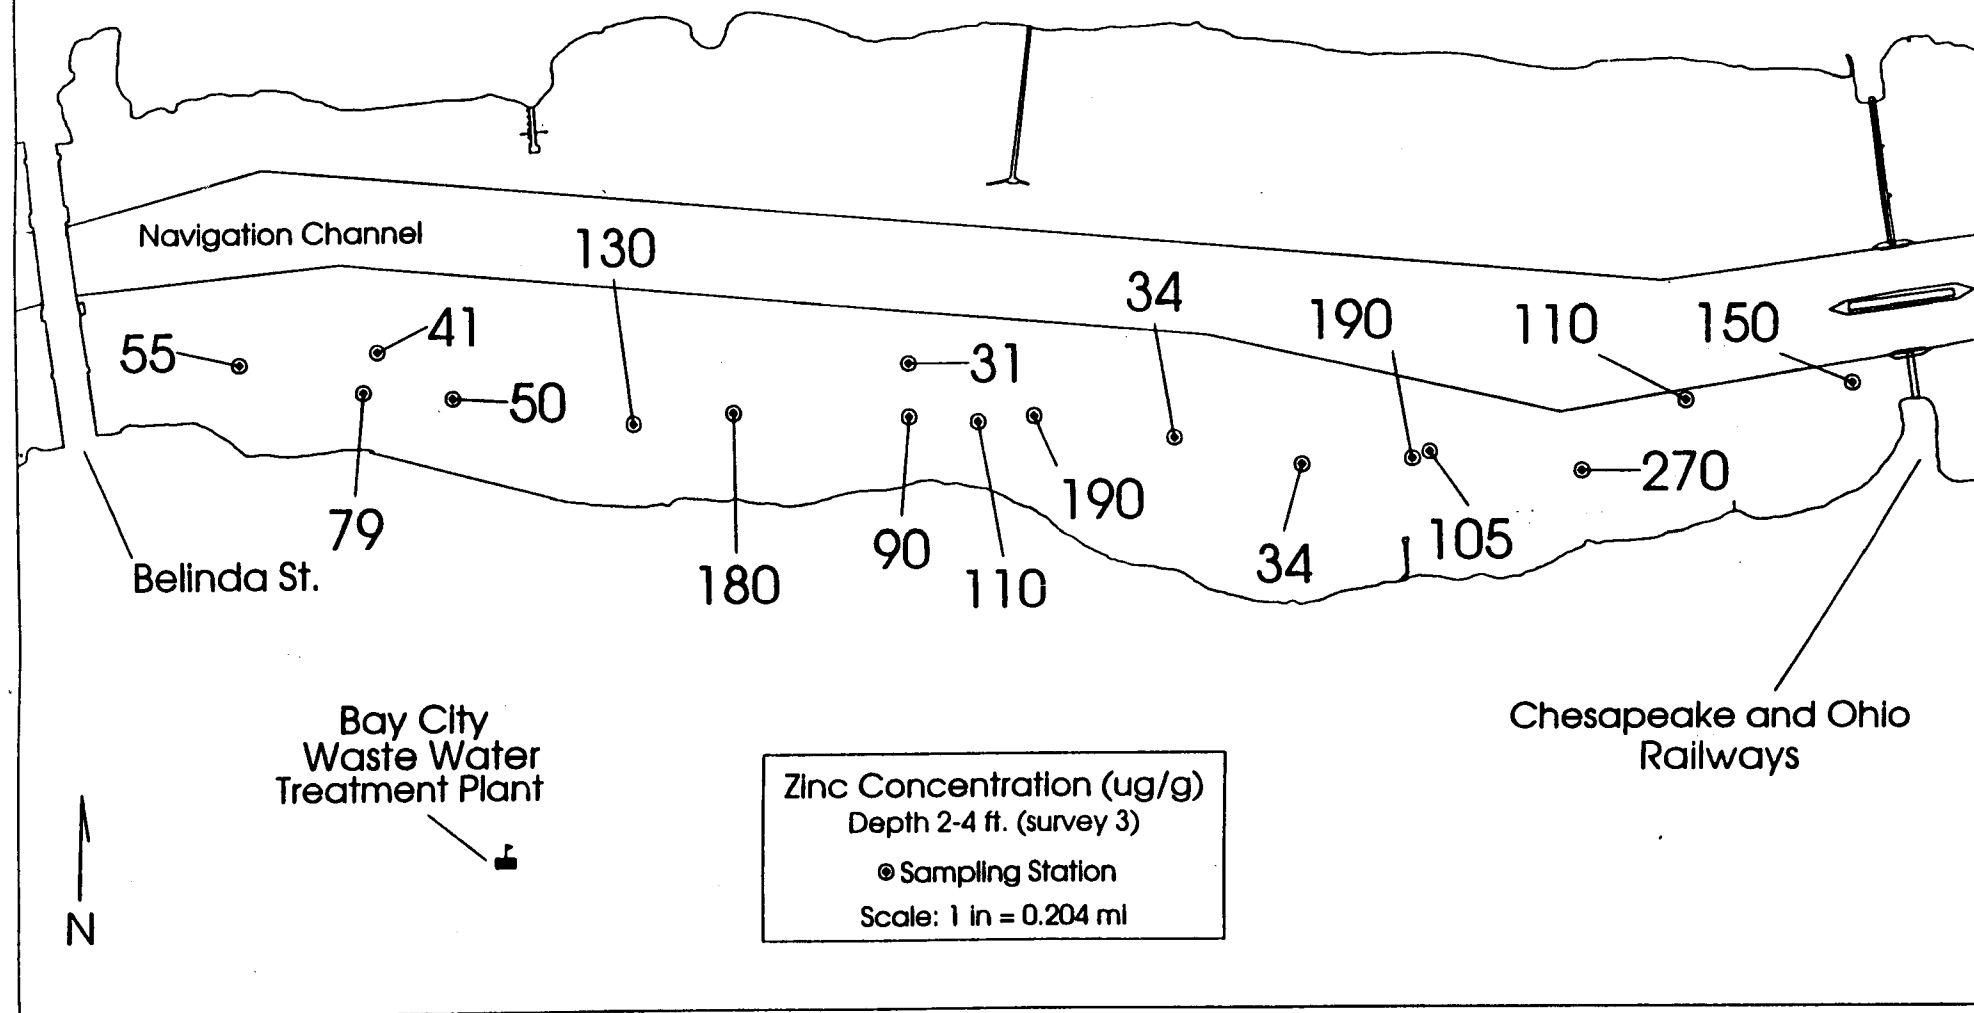 Navigation Channel
130
34
190
110
150
55
41
31
50
79
180
90
110
190
34
105
270
Belinda St.
Bay City
Waste Water
Treatment Plant
Chesapeake and Ohio
Railways
Zinc Concentration (ug/g)
Depth 2-4 ft. (survey 3)
Sampling Station
Scale: 1 in = 0.204 mi
N